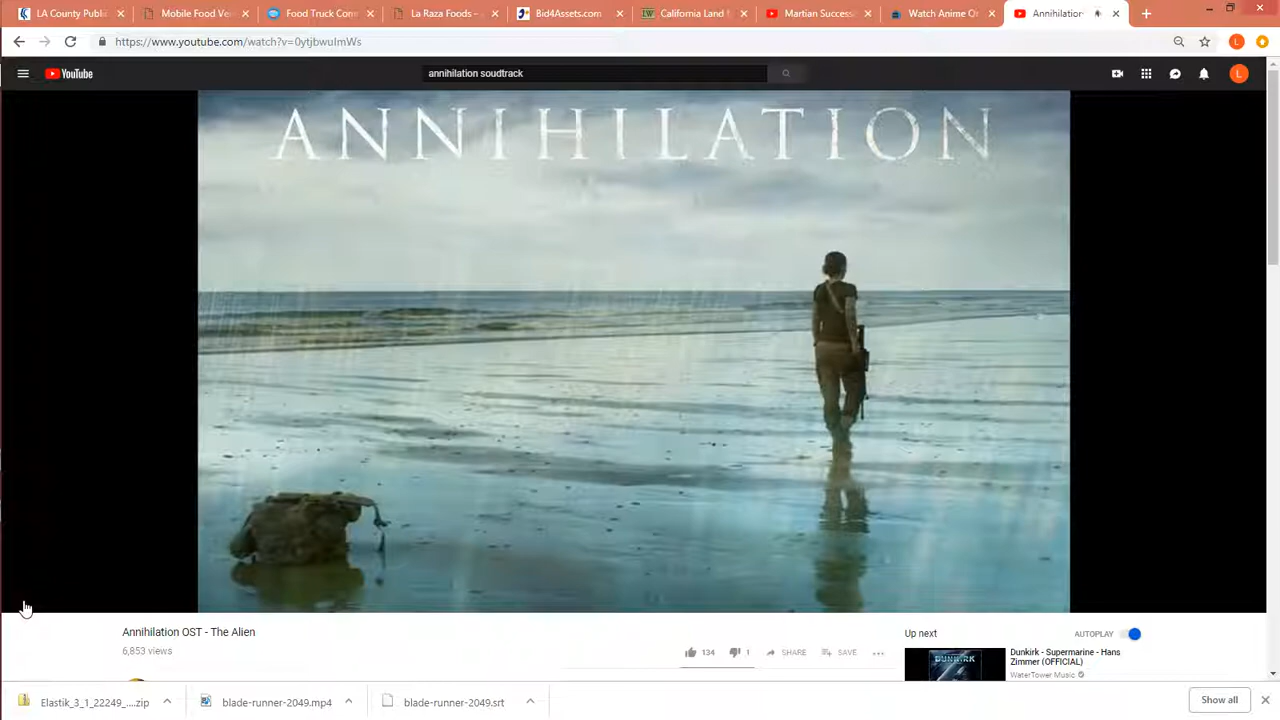 LA County Publi
Mobile Food Ve
Food Truck Com
La Raza Foods -
Bid4Assets.com
California Land
Martian Success
Watch Anime O
Annihilation
https://www.youtube.com/watch?v=0ytjbwuImWs
L
YouTube
annihilation soudtrack
L
ANNIHILATION
Annihilation OST - The Alien
6,853 views
134
1
SHARE
SAVE
Up next
AUTOPLAY
DUNKIRK
Dunkirk - Supermarine - Hans
Zimmer (OFFICIAL)
WaterTower Music
Elastik_3_1_22249_....zip
blade-runner-2049.mp4
blade-runner-2049.srt
Show all